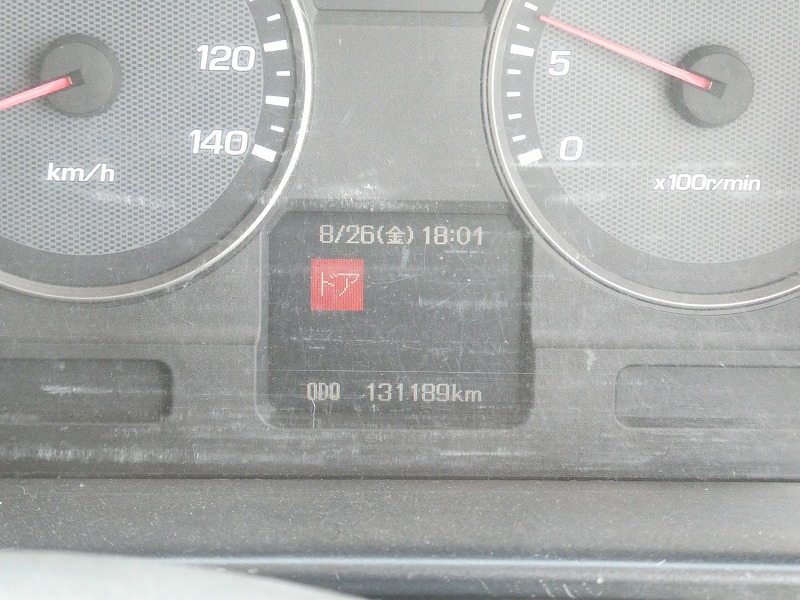 120
140
km/h
5
0
x100r/min
8/26(金) 18:01
ドア
ODO 131189km